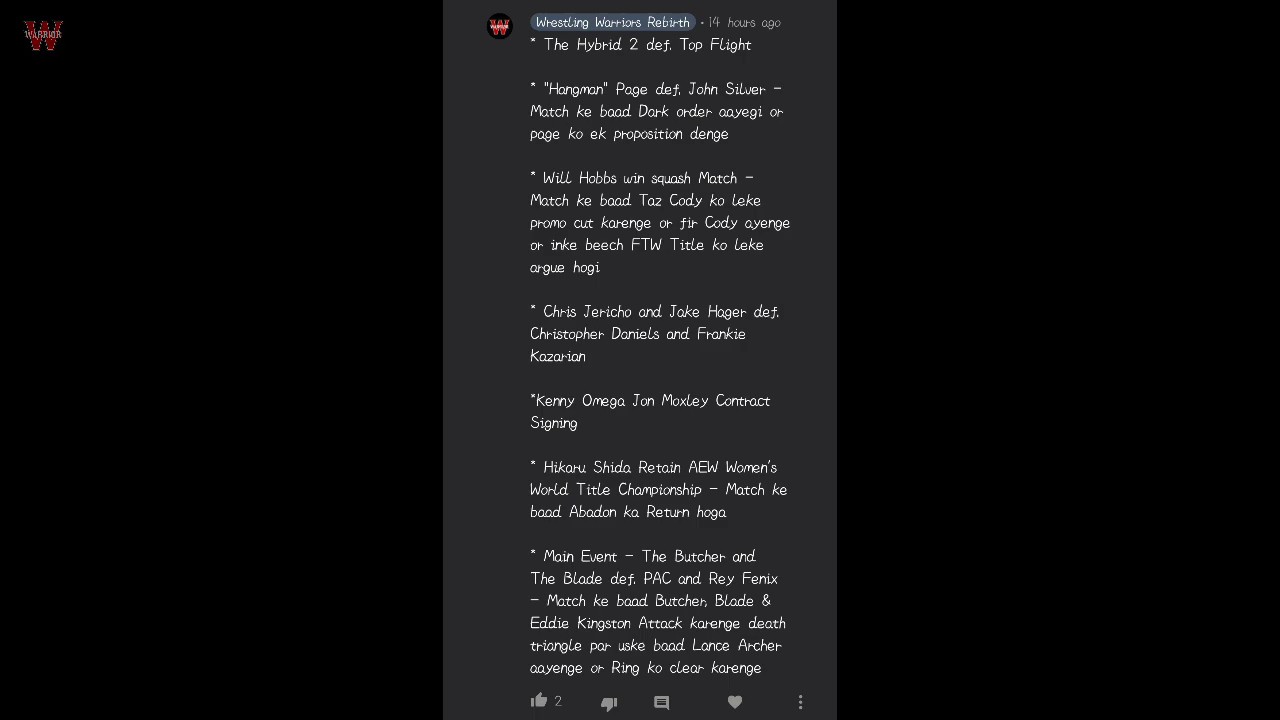 WARRIOR
WARRIOR
Wrestling Warriors Rebirth • 14 hours ago
* The Hybrid 2 def. Top Flight
* "Hangman" Page def. John Silver -
Match ke baad Dark order aayegi or
page ko ek proposition denge
* Will Hobbs win squash Match -
Match ke baad Taz Cody ko leke
promo cut karenge or fir Cody ayenge
or inke beech FTW Title ko leke
argue hogi
* Chris Jericho and Jake Hager def.
Christopher Daniels and Frankie
Kazarian
*Kenny Omega Jon Moxley Contract
Signing
* Hikaru Shida Retain AEW Women's
World Title Championship - Match ke
baad Abadon ka Return hoga
* Main Event - The Butcher and
The Blade def. PAC and Rey Fenix
- Match ke baad Butcher, Blade &
Eddie Kingston Attack karenge death
triangle par uske baad Lance Archer
aayenge or Ring ko clear karenge
2